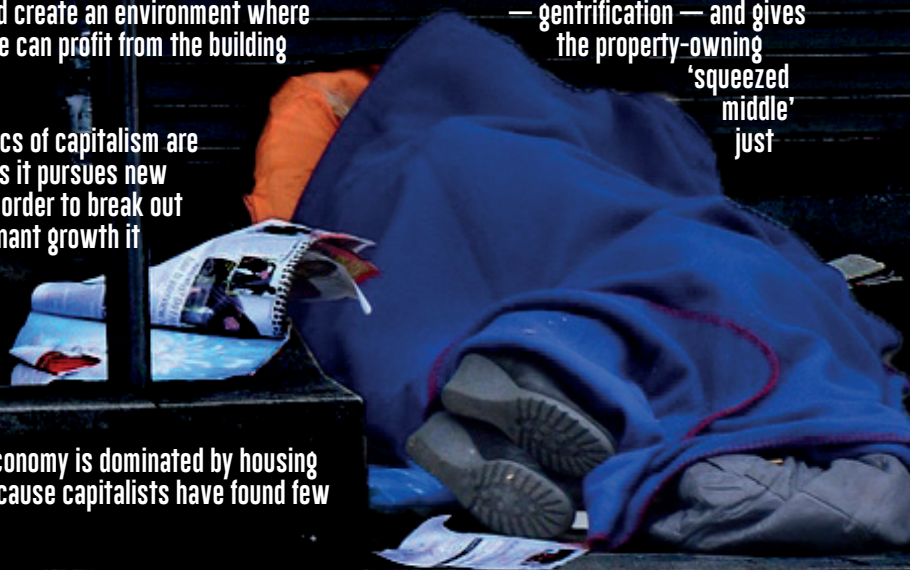 d create an environment where
e can profit from the building
cs of capitalism are
s it pursues new
order to break out
nant growth it
conomy is dominated by housing
cause capitalists have found few
— gentrification — and gives
the property-owning
‘squeezed
middle’
just